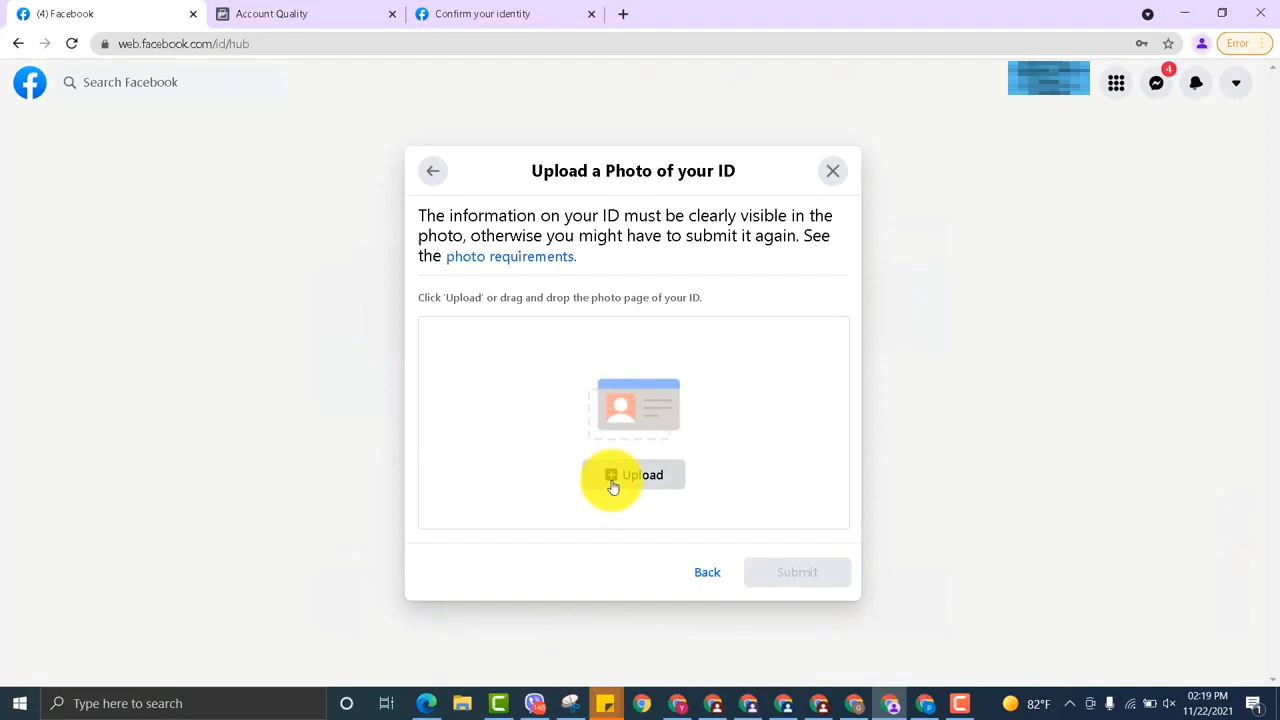 (4) Facebook
Account Quality
Confirm your identity
web.facebook.com/id/hub
Error
Search Facebook
4
Upload a Photo of your ID
The information on your ID must be clearly visible in the
photo, otherwise you might have to submit it again. See
the photo requirements.
Click 'Upload' or drag and drop the photo page of your ID.
Upload
Back
Submit
Type here to search
148
82°F
02:19 PM
11/22/2021